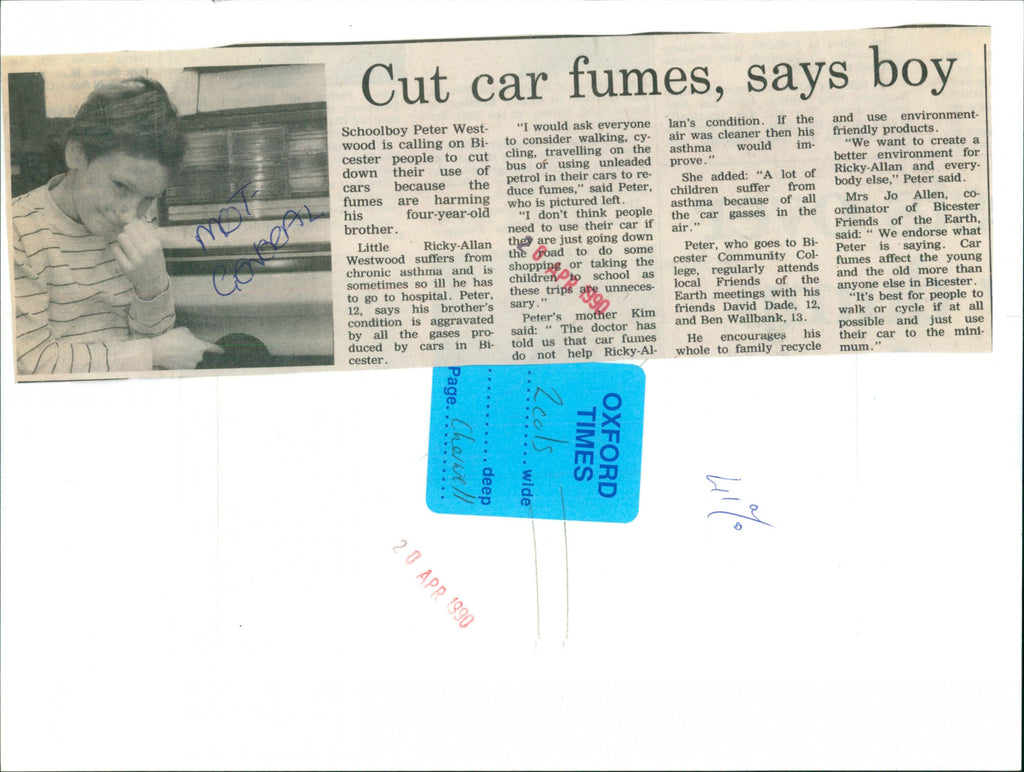 Cut car fumes, says boy
Schoolboy Peter West-
wood is calling on Bi-
cester people to cut
down their use of
cars because the
fumes are harming
his four-year-old
brother.
Little Ricky-Allan
Westwood suffers from
chronic asthma and is
sometimes so ill he has
to go to hospital. Peter,
12, says his brother's
condition is aggravated
by all the gases pro-
duced by cars in Bi-
cester.
"I would ask everyone
to consider walking, cy-
cling, travelling on the
bus or using unleaded
petrol in their cars to re-
duce fumes," said Peter,
who is pictured left.
"I don't think people
need to use their car if
they are just going down
the road to do some
shopping or taking the
children to school as
these trips are unneces-
sary."
Peter's mother Kim
said: " The doctor has
told us that car fumes
do not help Ricky-Al-
lan's condition. If the
air was cleaner then his
asthma would im-
prove."
She added: "A lot of
children suffer from
asthma because of all
the car gasses in the
air."
Peter, who goes to Bi-
cester Community Col-
lege, regularly attends
local Friends of the
Earth meetings with his
friends David Dade, 12,
and Ben Wallbank, 13.
He encourages his
whole to family recycle
and use environment-
friendly products.
"We want to create a
better environment for
Ricky-Allan and every-
body else," Peter said.
Mrs Jo Allen, co-
ordinator of Bicester
Friends of the Earth,
said: " We endorse what
Peter is saying. Car
fumes affect the young
and the old more than
anyone else in Bicester.
"It's best for people to
walk or cycle if at all
possible and just use
their car to the mini-
mum."
NOT
GENERAL
20 APR 1990
OXFORD
TIMES
2 cols wide
deep
Page. Cherwell
20 APR 1990